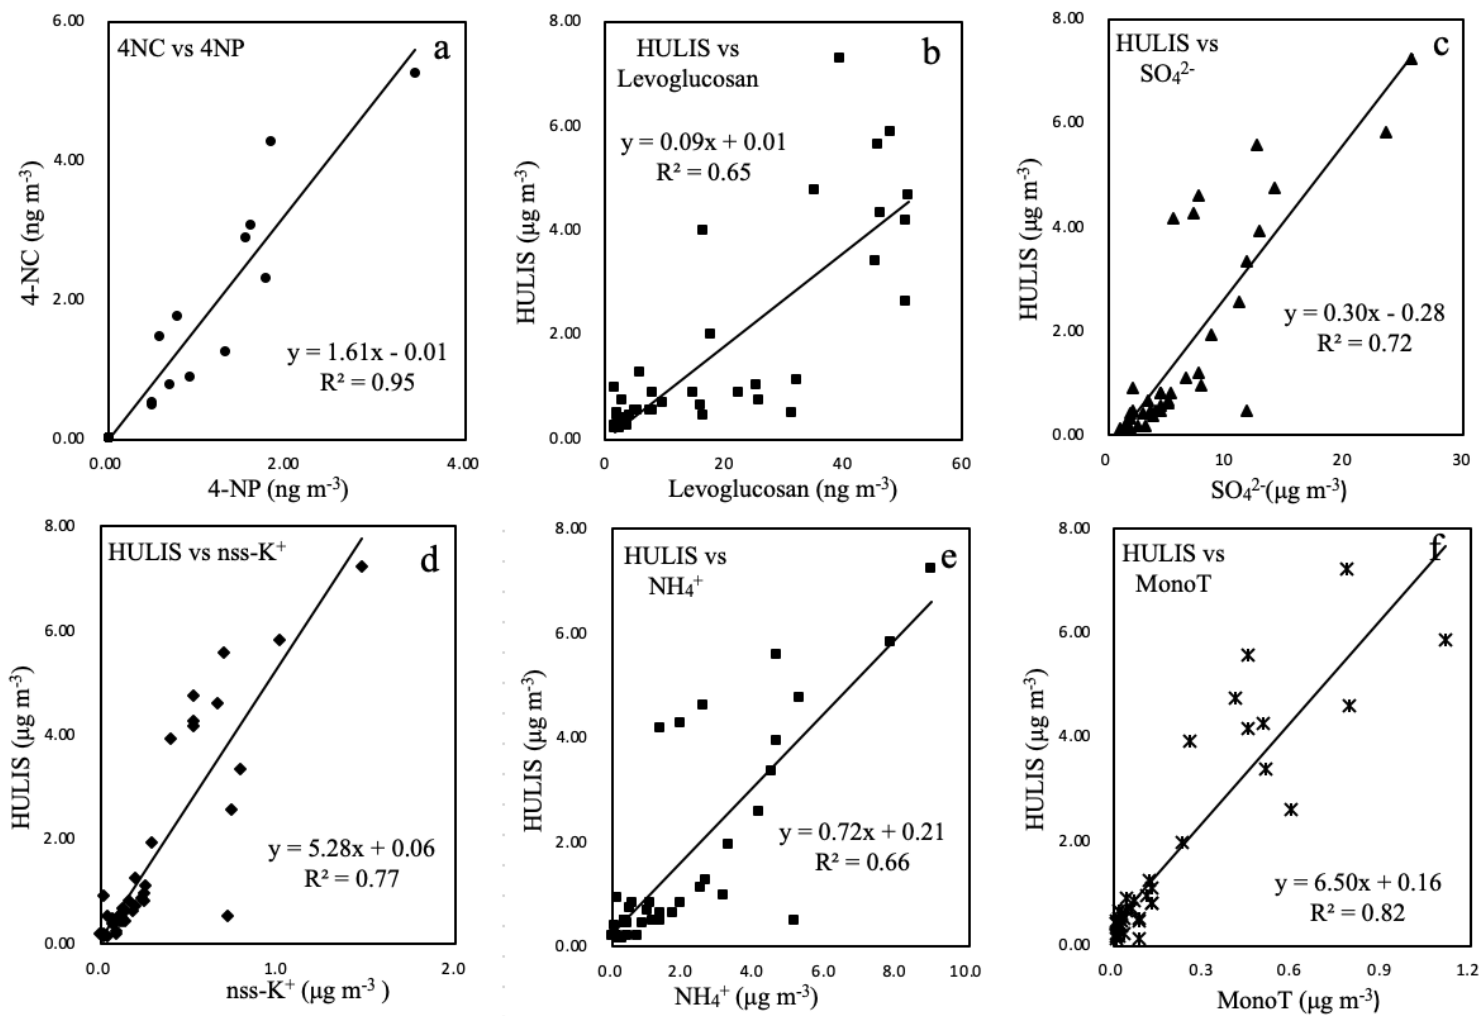 6.00
4.00
2.00
0.00
0.00
2.00
4.00
4-NC (ng m⁻³)
4-NP (ng m⁻³)
4NC vs 4NP
a
y = 1.61x - 0.01
R² = 0.95
8.00
6.00
4.00
2.00
0.00
0
20
40
60
HULIS (µg m⁻³)
Levoglucosan (ng m⁻³)
HULIS vs
Levoglucosan
b
y = 0.09x + 0.01
R² = 0.65
8.00
6.00
4.00
2.00
0.00
0
10
20
30
HULIS (µg m⁻³)
SO₄²⁻(µg m⁻³)
HULIS vs
SO₄²⁻
c
y = 0.30x - 0.28
R² = 0.72
8.00
6.00
4.00
2.00
0.00
0.0
1.0
2.0
HULIS (µg m⁻³)
nss-K⁺ (µg m⁻³ )
HULIS vs nss-K⁺
d
y = 5.28x + 0.06
R² = 0.77
8.00
6.00
4.00
2.00
0.00
0.0
2.0
4.0
6.0
8.0
10.0
HULIS (µg m⁻³)
NH₄⁺ (µg m⁻³)
HULIS vs
NH₄⁺
e
y = 0.72x + 0.21
R² = 0.66
8.00
6.00
4.00
2.00
0.00
0.0
0.3
0.6
0.9
1.2
HULIS (µg m⁻³)
MonoT (µg m⁻³)
HULIS vs
MonoT
f
y = 6.50x + 0.16
R² = 0.82